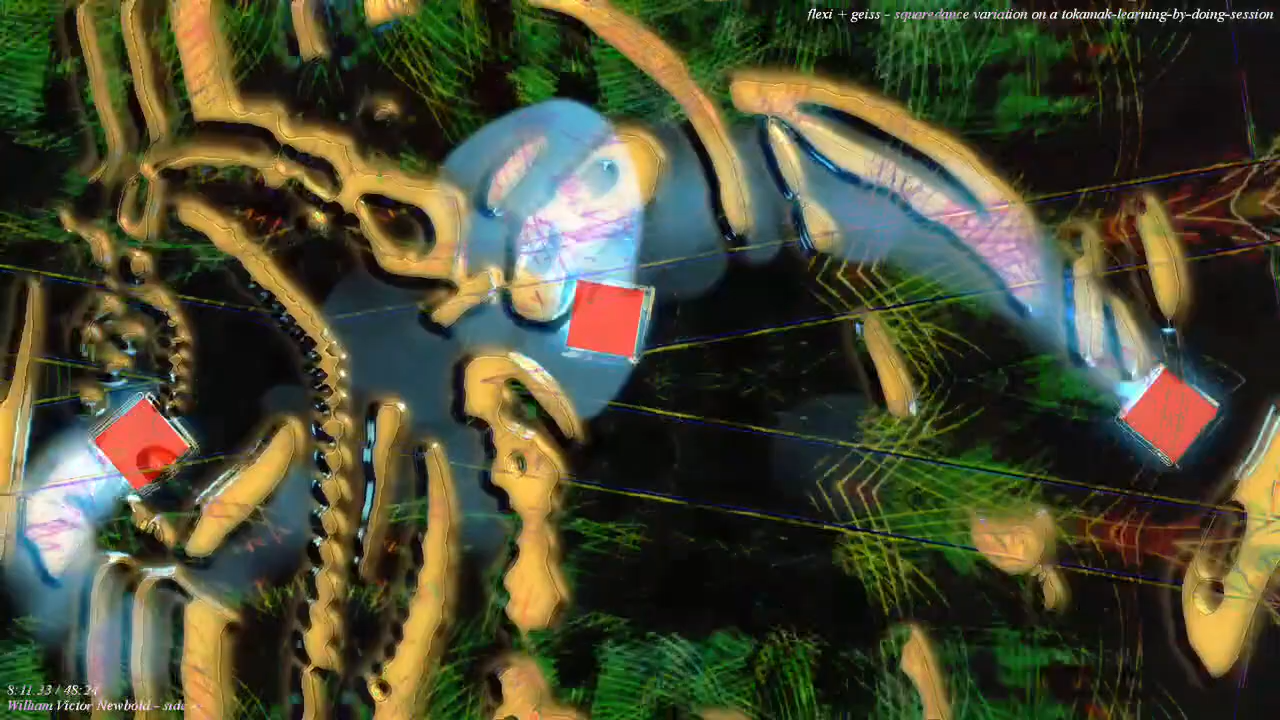 flexi + geiss - squaredance variation on a tokamak-learning-by-doing-session
8:11.33 / 48:24
William Victor Newbold - side